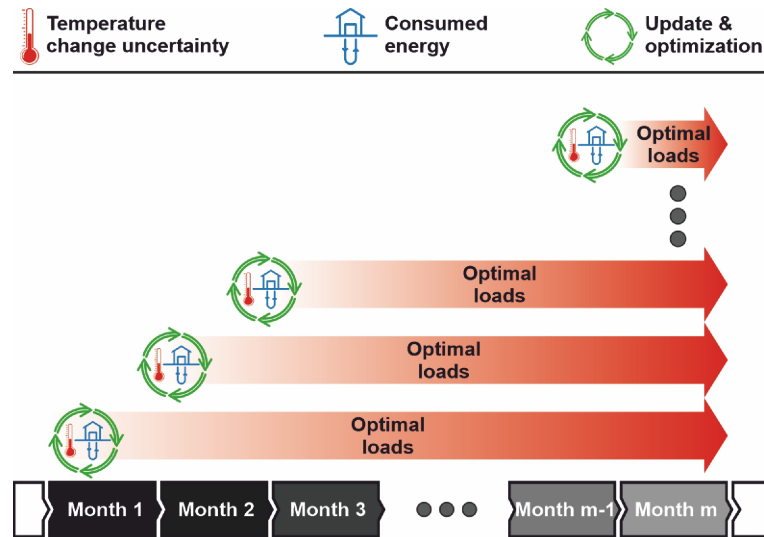 Temperature
change uncertainty
Consumed
energy
Update &
optimization
Optimal
loads
Optimal
loads
Optimal
loads
Optimal
loads
Month 1
Month 2
Month 3
Month m-1
Month m